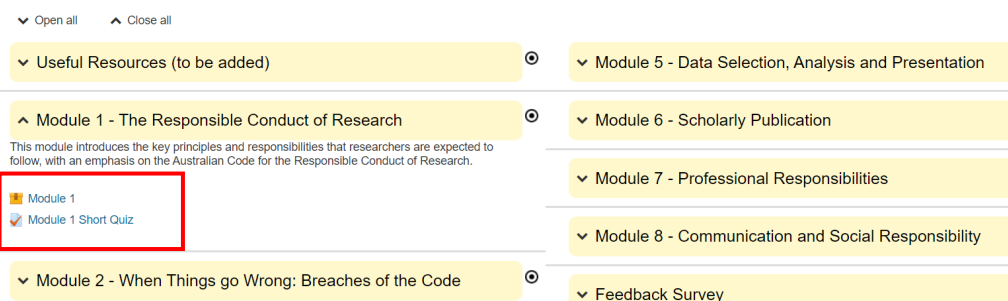 Open all
Close all
Useful Resources (to be added)
Module 1 - The Responsible Conduct of Research
This module introduces the key principles and responsibilities that researchers are expected to
follow, with an emphasis on the Australian Code for the Responsible Conduct of Research.
Module 1
Module 1 Short Quiz
Module 2 - When Things go Wrong: Breaches of the Code
Module 5 - Data Selection, Analysis and Presentation
Module 6 - Scholarly Publication
Module 7 - Professional Responsibilities
Module 8 - Communication and Social Responsibility
Feedback Survey